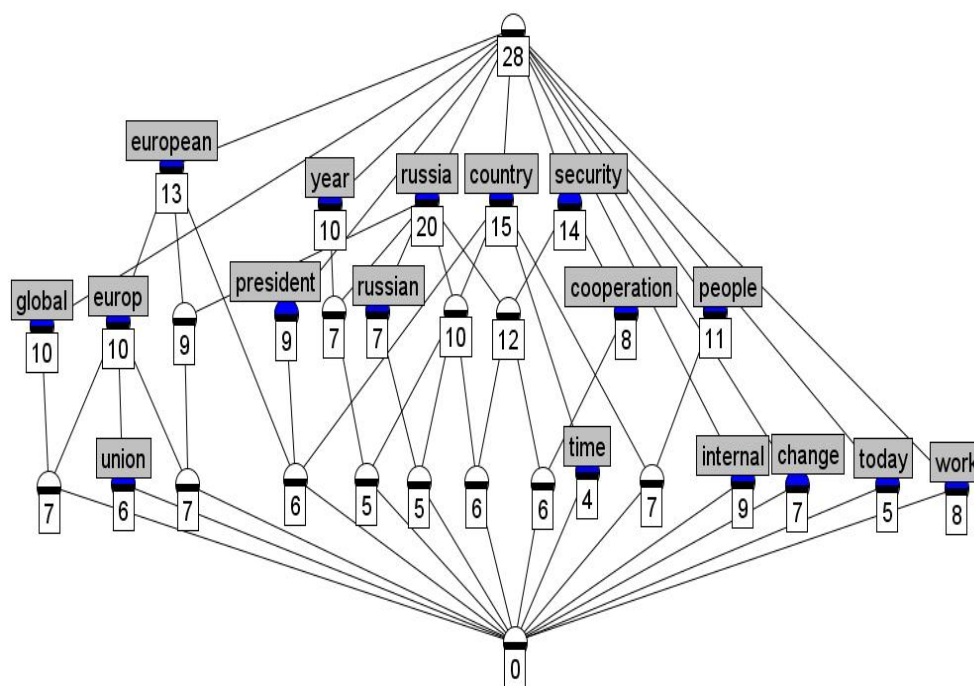 28
european
13
year
russia
country
security
10
20
15
14
global
europ
president
russian
cooperation
people
10
10
9
9
7
7
10
12
8
11
union
time
internal
change
today
work
7
6
7
6
5
5
6
6
4
7
9
7
5
8
0